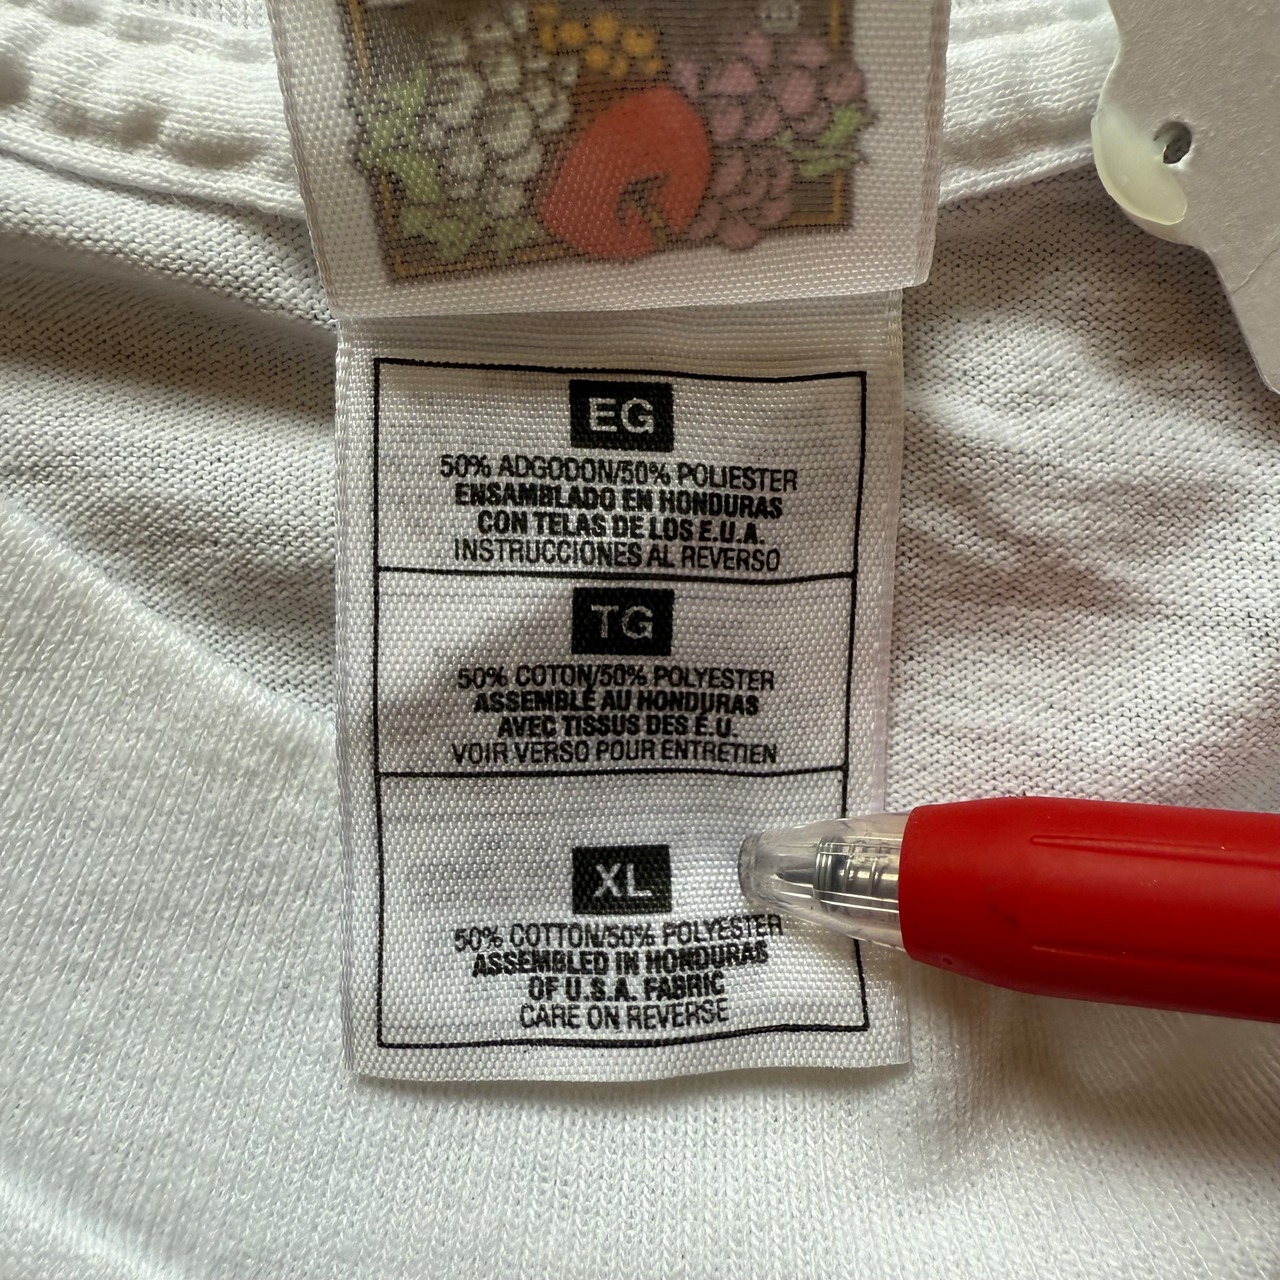 EG
50% ADGODON/50% POLIESTER
ENSAMBLADO EN HONDURAS
CON TELAS DE LOS E.U.A.
INSTRUCCIONES AL REVERSO
TG
50% COTON/50% POLYESTER
ASSEMBLÉ AU HONDURAS
AVEC TISSUS DES É.U.
VOIR VERSO POUR ENTRETIEN
XL
50% COTTON/50% POLYESTER
ASSEMBLED IN HONDURAS
OF U.S.A. FABRIC
CARE ON REVERSE